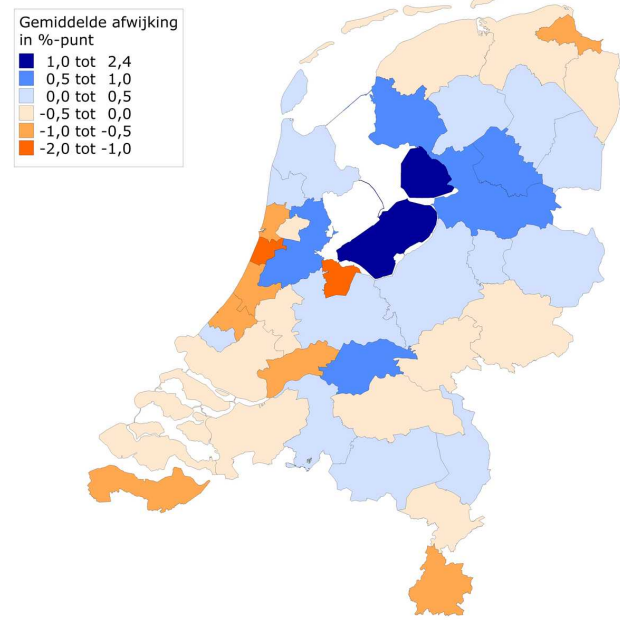 Gemiddelde afwijking
in %-punt
1,0 tot 2,4
0,5 tot 1,0
0,0 tot 0,5
-0,5 tot 0,0
-1,0 tot -0,5
-2,0 tot -1,0